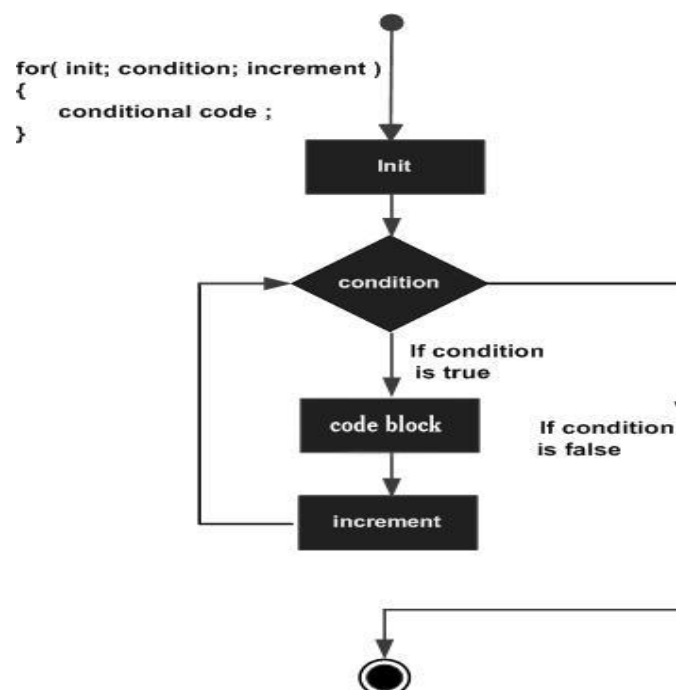 for( init; condition; increment )
{
conditional code ;
}
Init
condition
If condition
is true
code block
If condition
is false
increment